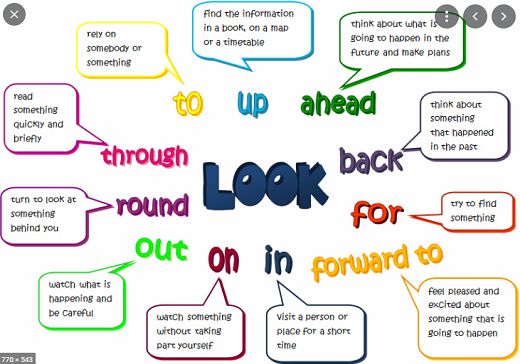 find the information
in a book, on a map
or a timetable
rely on
somebody or
something
think about what is
going to happen in the
future and make plans
to
up
ahead
read
something
quickly and
briefly
think about
something
that happened
in the past
through
back
LOOK
turn to look at
something
behind you
round
for
try to find
something
out
on
in
forward to
watch what is
happening and
be careful
watch something
without taking
part yourself
visit a person or
place for a short
time
feel pleased and
excited about
something that is
going to happen
770 × 543